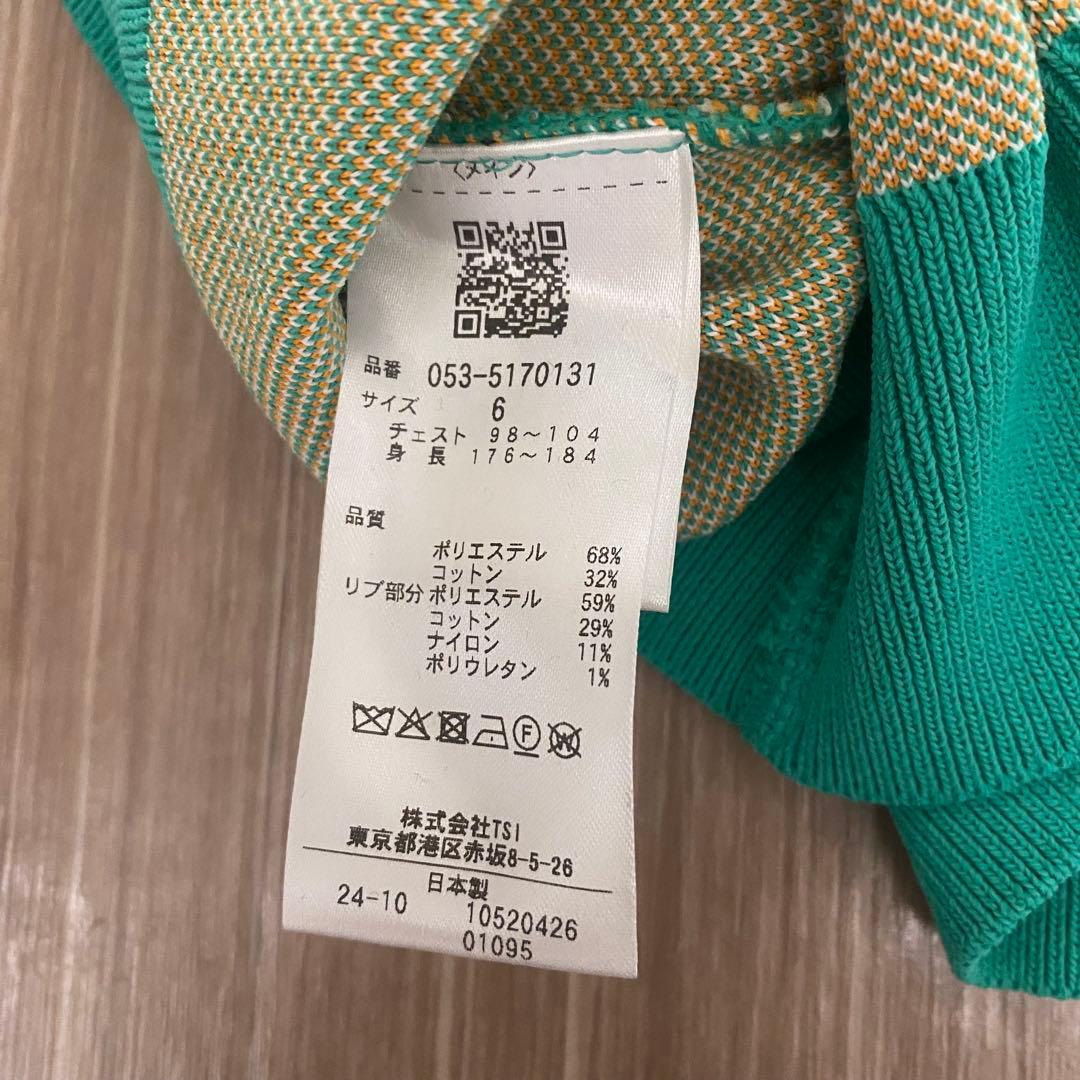 品番 053-5170131
サイズ 6
チェスト 98～104
身長 176～184
品質
ポリエステル 68%
コットン 32%
リブ部分 ポリエステル 59%
コットン 29%
ナイロン 11%
ポリウレタン 1%
F
W
株式会社TSI
東京都港区赤坂8-5-26
日本製
24-10 10520426
01095